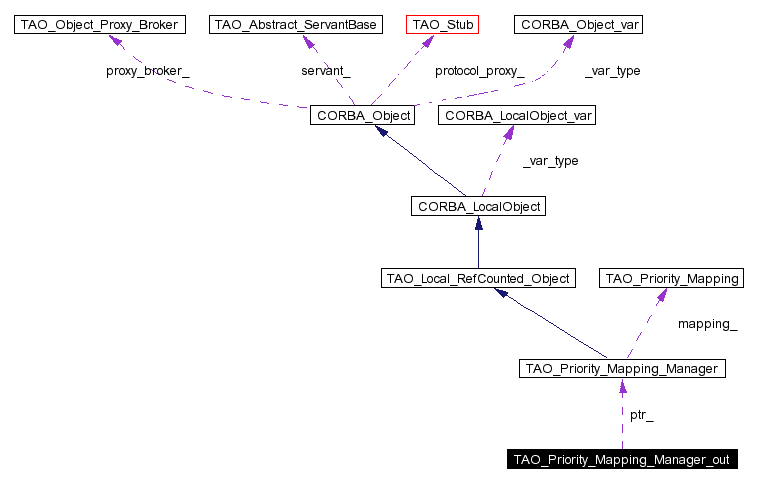 TAO_Object_Proxy_Broker TAO_Abstract_ServantBase TAO_Stub CORBA_Object_var
proxy_broker_ servant_ protocol_proxy_ _var_type
CORBA_Object CORBA_LocalObject_var
_var_type
CORBA_LocalObject
TAO_Local_RefCounted_Object TAO_Priority_Mapping
mapping_
TAO_Priority_Mapping_Manager
ptr_
TAO_Priority_Mapping_Manager_out